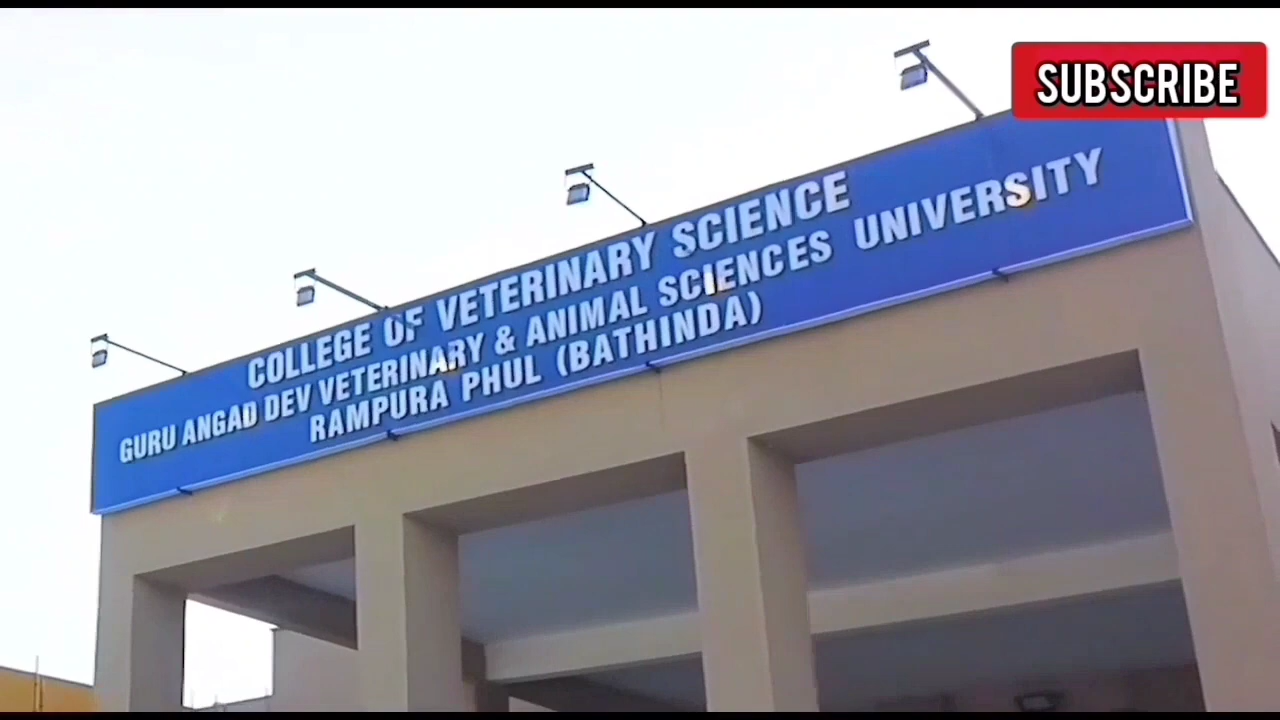 SUBSCRIBE
COLLEGE OF VETERINARY SCIENCE
GURU ANGAD DEV VETERINARY & ANIMAL SCIENCES UNIVERSITY
RAMPURA PHUL (BATHINDA)